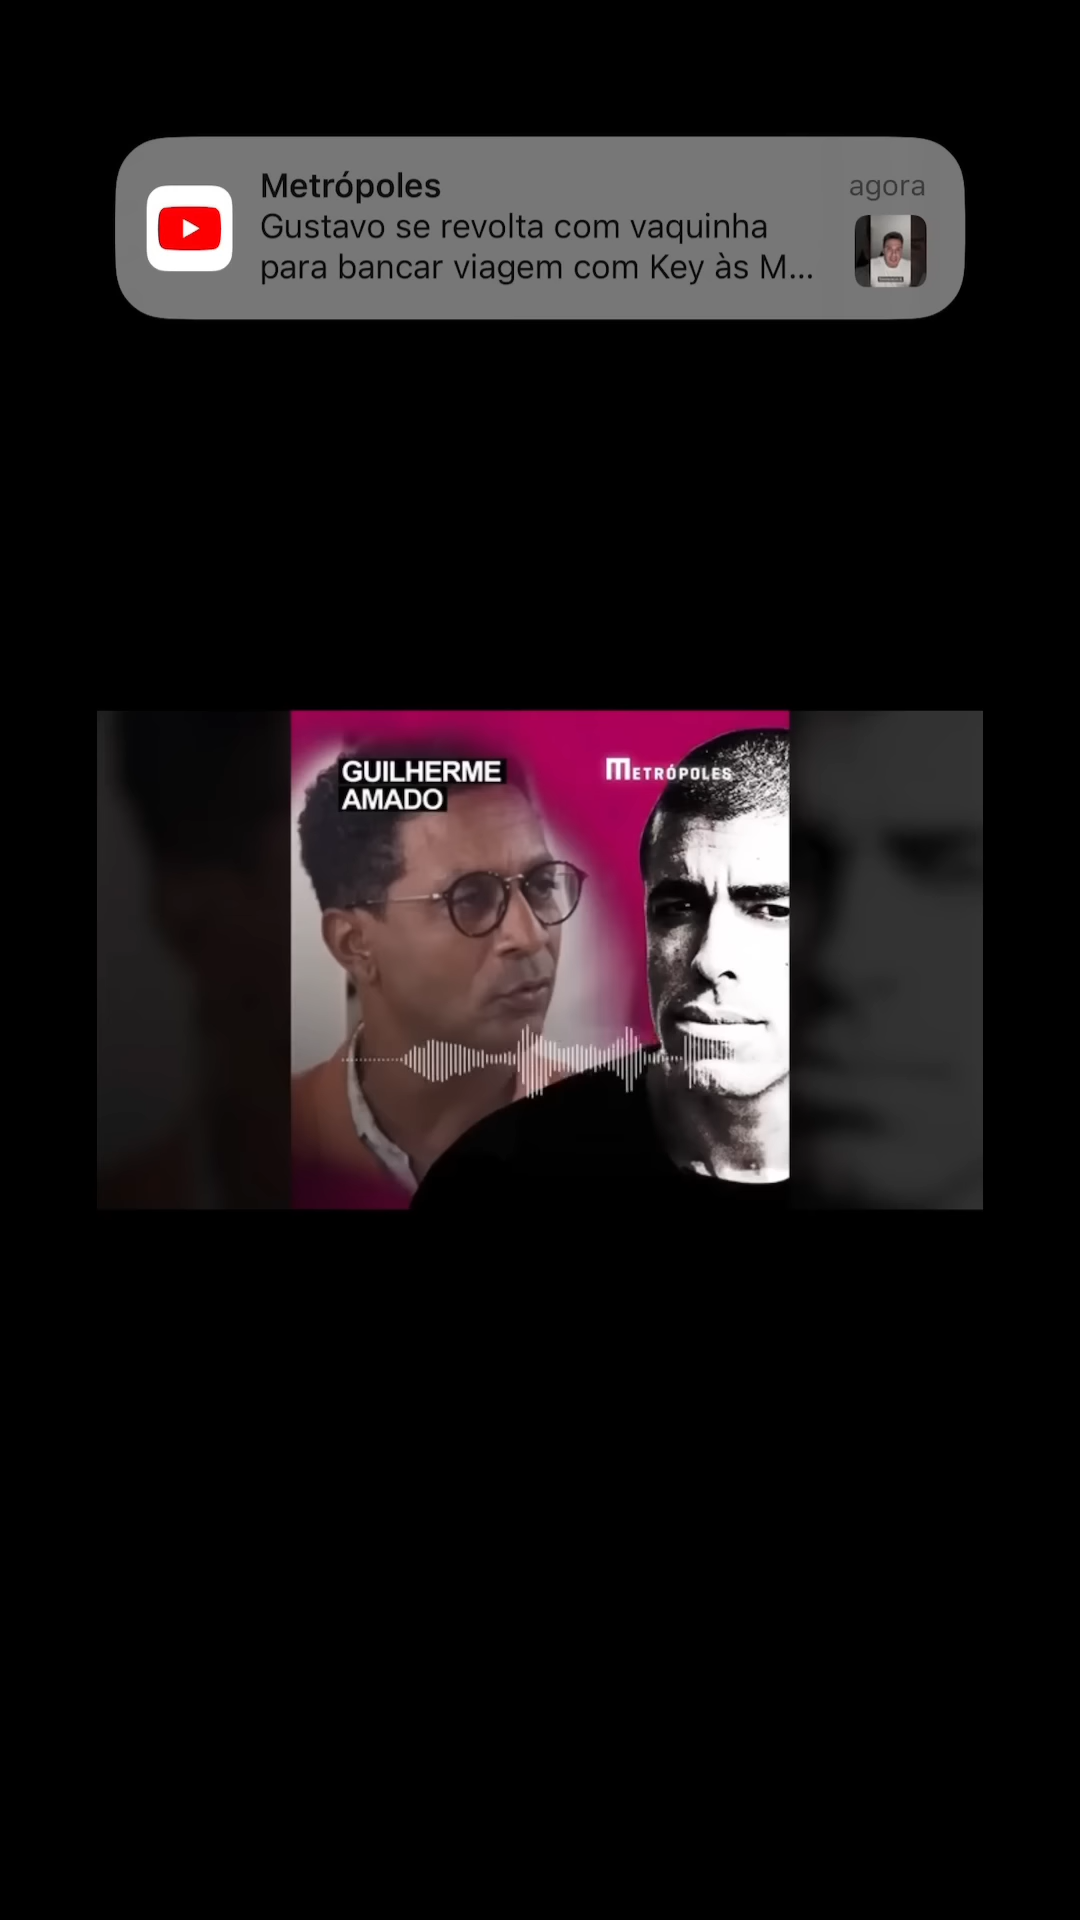 Metrópoles
agora
Gustavo se revolta com vaquinha
para bancar viagem com Key às M...
GUILHERME
AMADO
METRÓPOLES